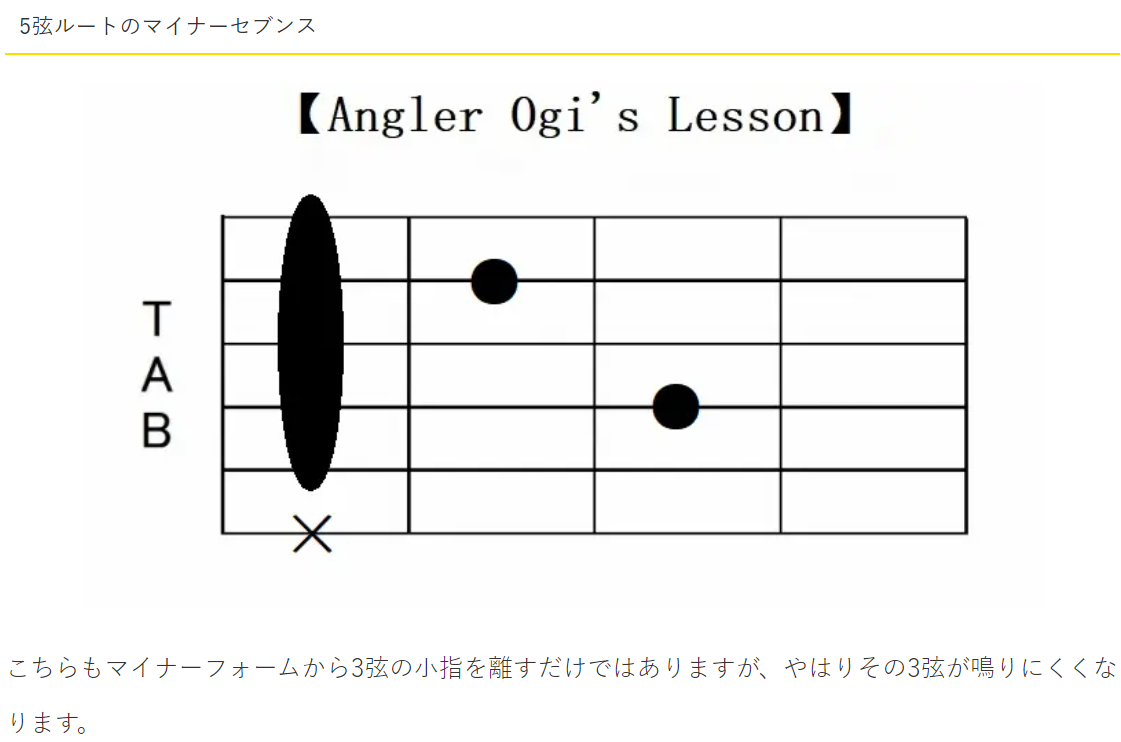 5弦ルートのマイナーセブンス
【Angler Ogi's Lesson】
T
A
B
×
こちらもマイナーフォームから3弦の小指を離すだけではありますが、やはりその3弦が鳴りにくくな
ります。